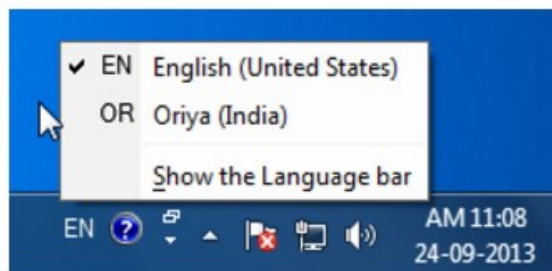 EN English (United States)
OR Oriya (India)
Show the Language bar
EN ? AM 11:08
24-09-2013